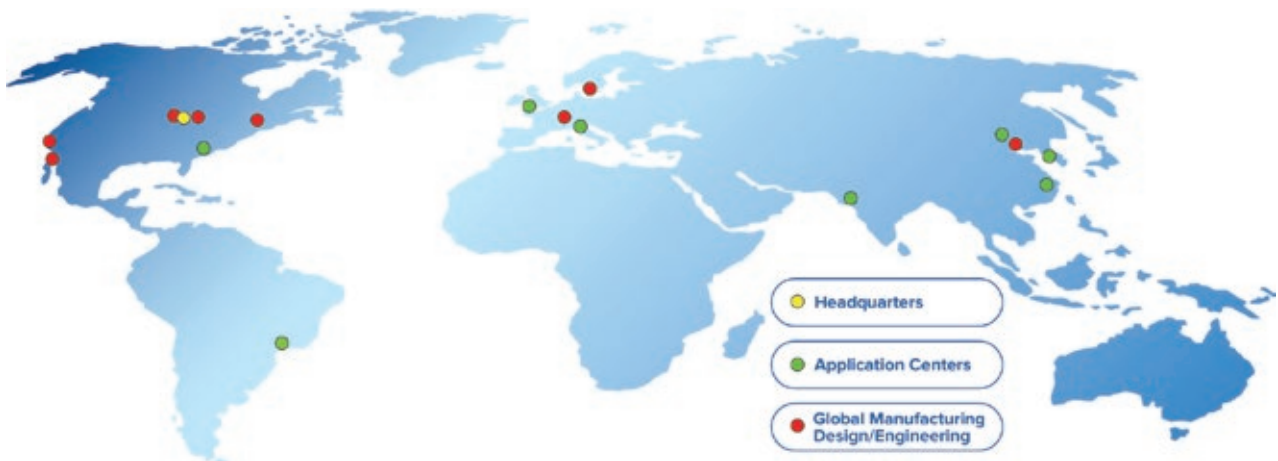 Headquarters
Application Centers
Global Manufacturing
Design/Engineering